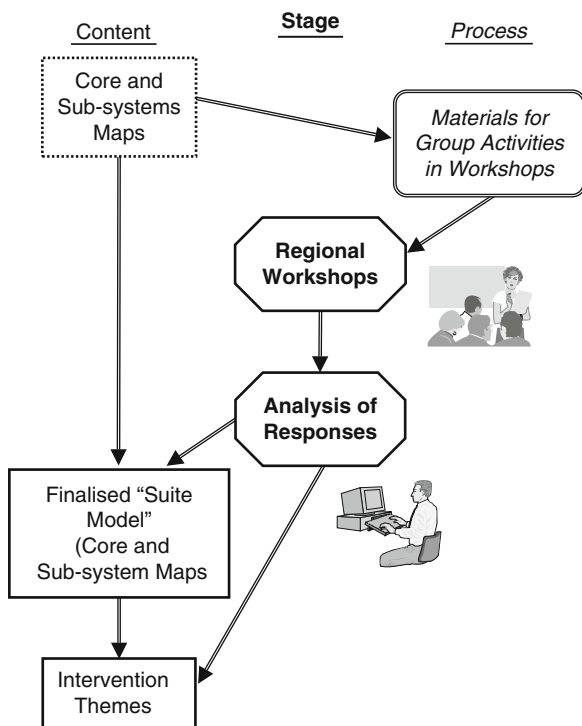 Content
Stage
Process
Core and
Sub-systems
Maps
Materials for
Group Activities
in Workshops
Regional
Workshops
Analysis of
Responses
Finalised “Suite
Model”
(Core and
Sub-system Maps
Intervention
Themes